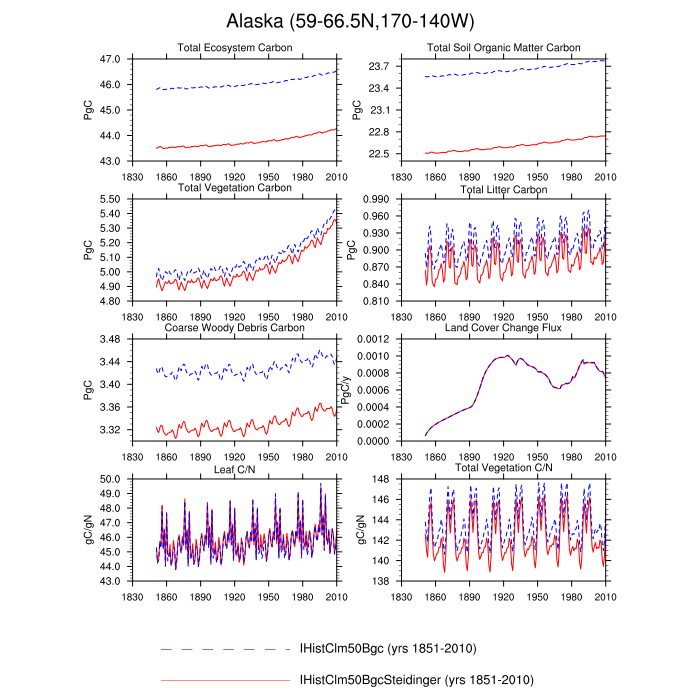 Alaska (59-66.5N,170-140W)
Total Ecosystem Carbon
PgC
47.0
46.0
45.0
44.0
43.0
1830 1860 1890 1920 1950 1980 2010
Total Soil Organic Matter Carbon
PgC
23.7
23.4
23.1
22.8
22.5
1830 1860 1890 1920 1950 1980 2010
Total Vegetation Carbon
PgC
5.50
5.40
5.30
5.20
5.10
5.00
4.90
4.80
1830 1860 1890 1920 1950 1980 2010
Total Litter Carbon
PgC
0.990
0.960
0.930
0.900
0.870
0.840
0.810
1830 1860 1890 1920 1950 1980 2010
Coarse Woody Debris Carbon
PgC
3.48
3.44
3.40
3.36
3.32
1830 1860 1890 1920 1950 1980 2010
Land Cover Change Flux
PgC/y
0.0012
0.0010
0.0008
0.0006
0.0004
0.0002
0.0000
1830 1860 1890 1920 1950 1980 2010
Leaf C/N
gC/gN
50.0
49.0
48.0
47.0
46.0
45.0
44.0
43.0
1830 1860 1890 1920 1950 1980 2010
Total Vegetation C/N
gC/gN
148
146
144
142
140
138
1830 1860 1890 1920 1950 1980 2010
IHistClm50Bgc (yrs 1851-2010)
IHistClm50BgcSteidinger (yrs 1851-2010)